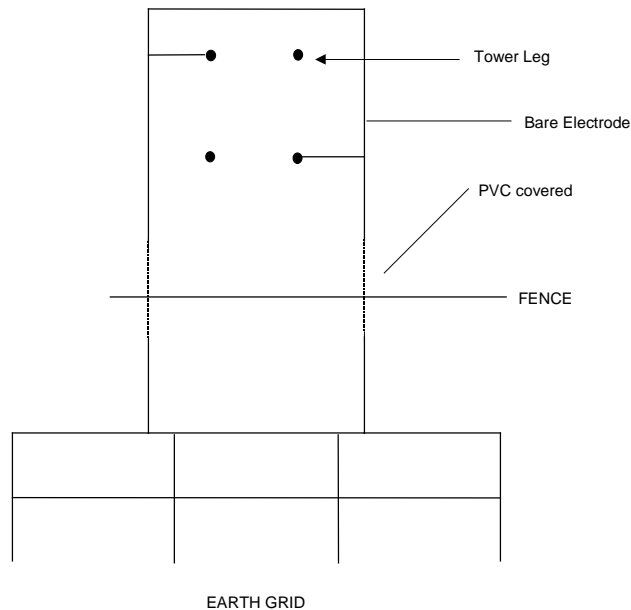 Tower Leg
Bare Electrode
PVC covered
FENCE
EARTH GRID